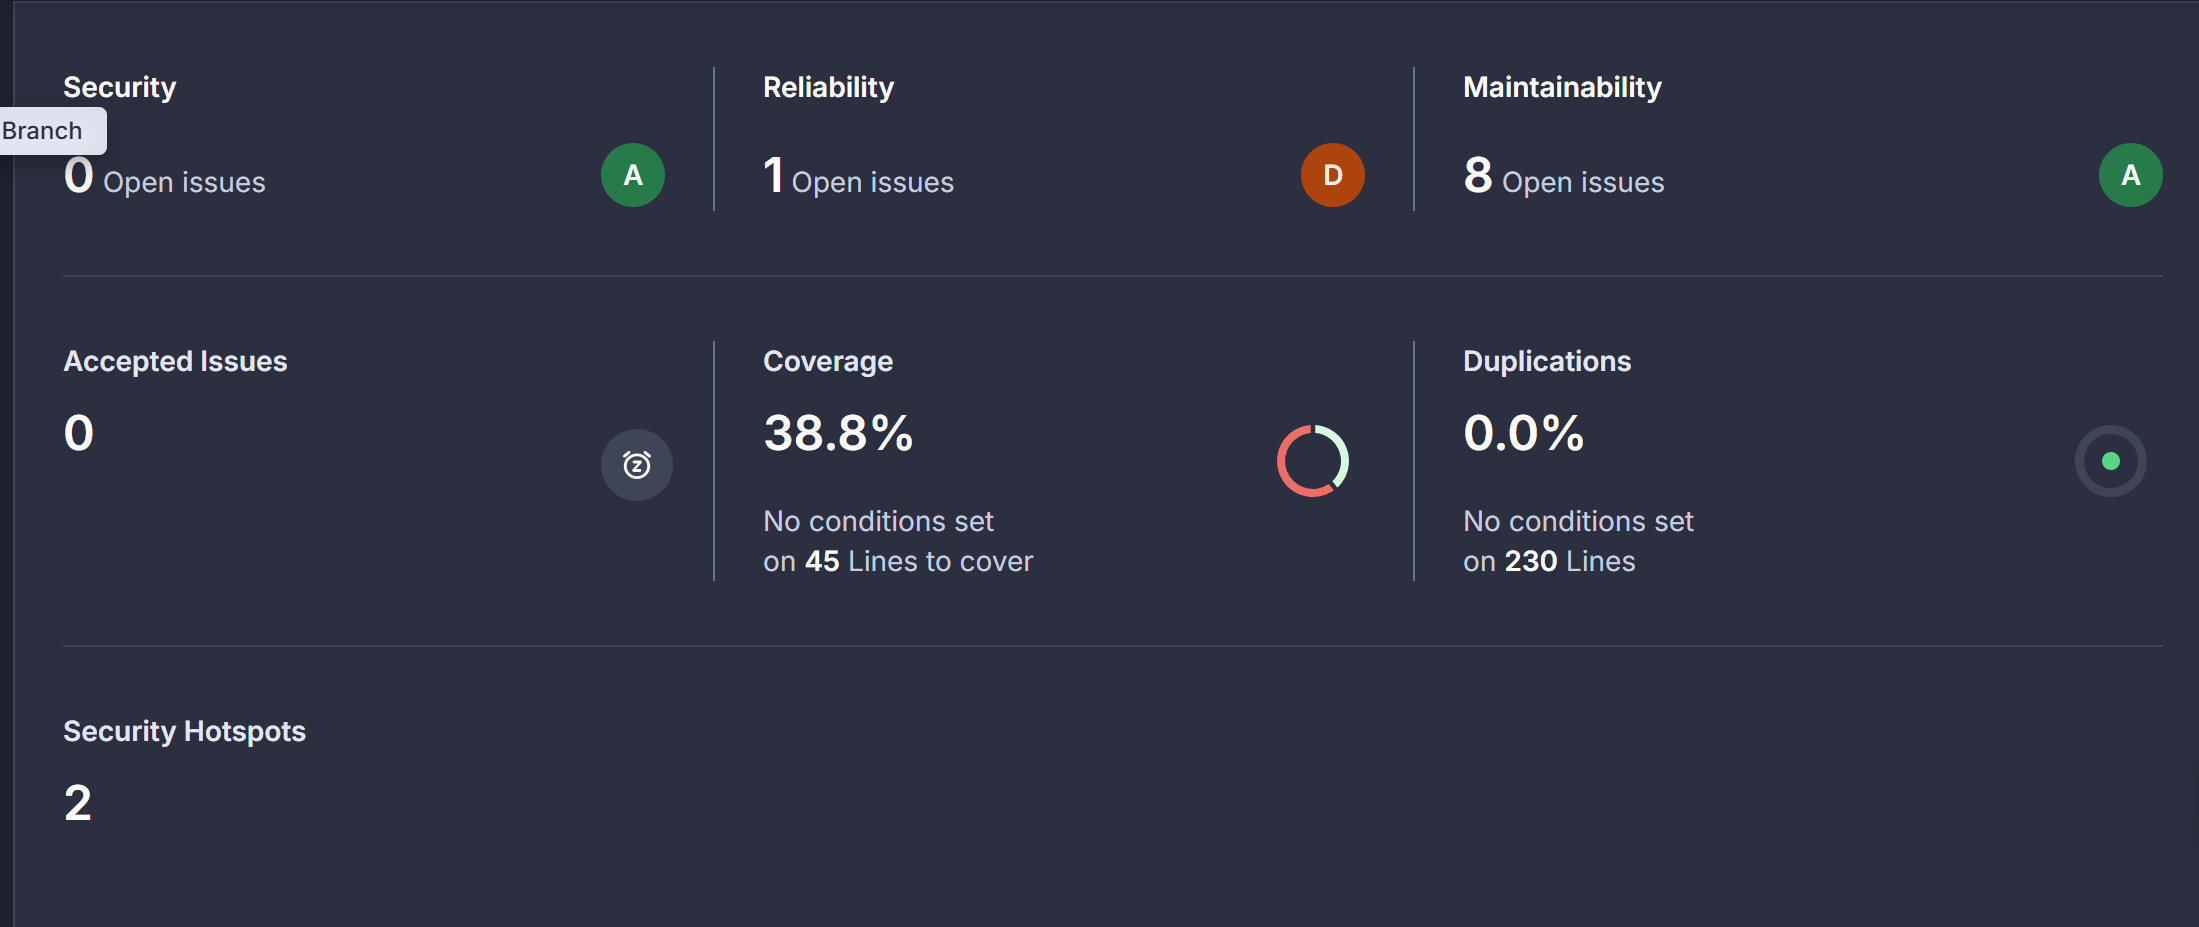 Security
Branch
0 Open issues
A
Reliability
1 Open issues
D
Maintainability
8 Open issues
A
Accepted Issues
0
Coverage
38.8%
No conditions set
on 45 Lines to cover
Duplications
0.0%
No conditions set
on 230 Lines
Security Hotspots
2